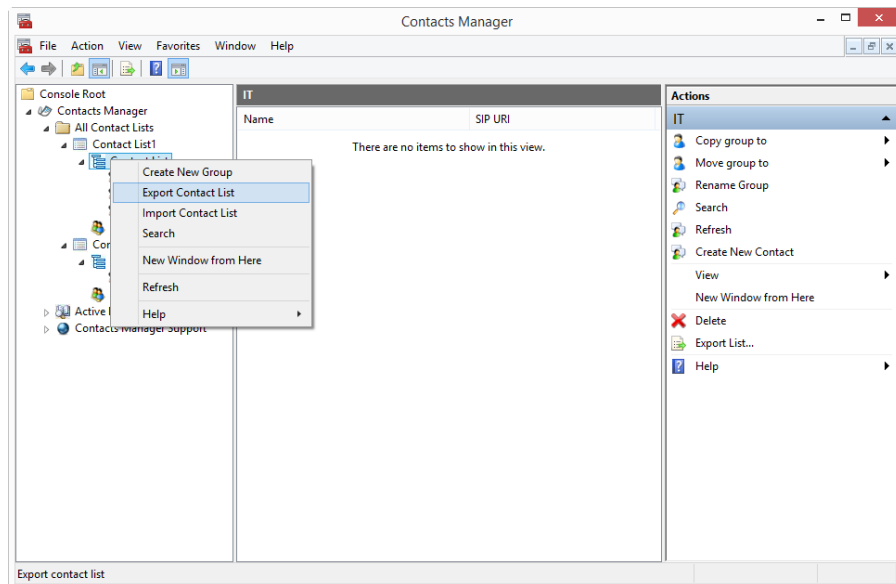 Contacts Manager
File Action View Favorites Window Help
Console Root
Contacts Manager
All Contact Lists
Contact List1
Contact List
Create New Group
Export Contact List
Import Contact List
Search
New Window from Here
Refresh
Help
Active
Contacts Manager Support
IT
Name SIP URI
There are no items to show in this view.
Actions
IT
Copy group to
Move group to
Rename Group
Search
Refresh
Create New Contact
View
New Window from Here
Delete
Export List...
Help
Export contact list